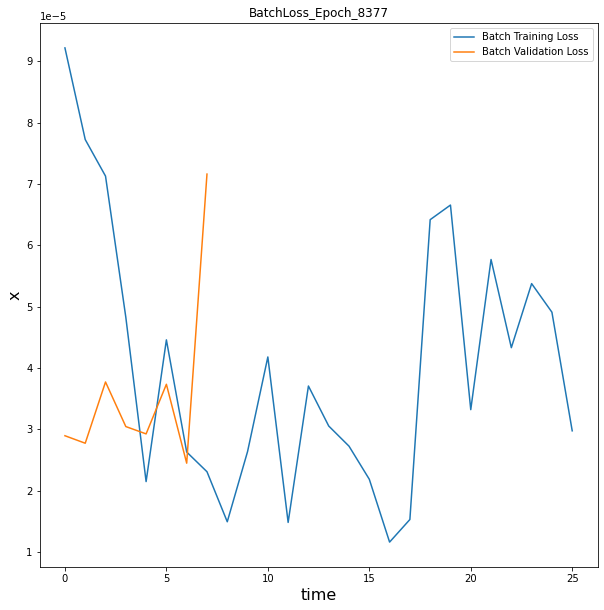 BatchLoss_Epoch_8377
1e−5
Batch Training Loss
Batch Validation Loss
9
8
7
6
5
4
3
2
1
x
0 5 10 15 20 25
time